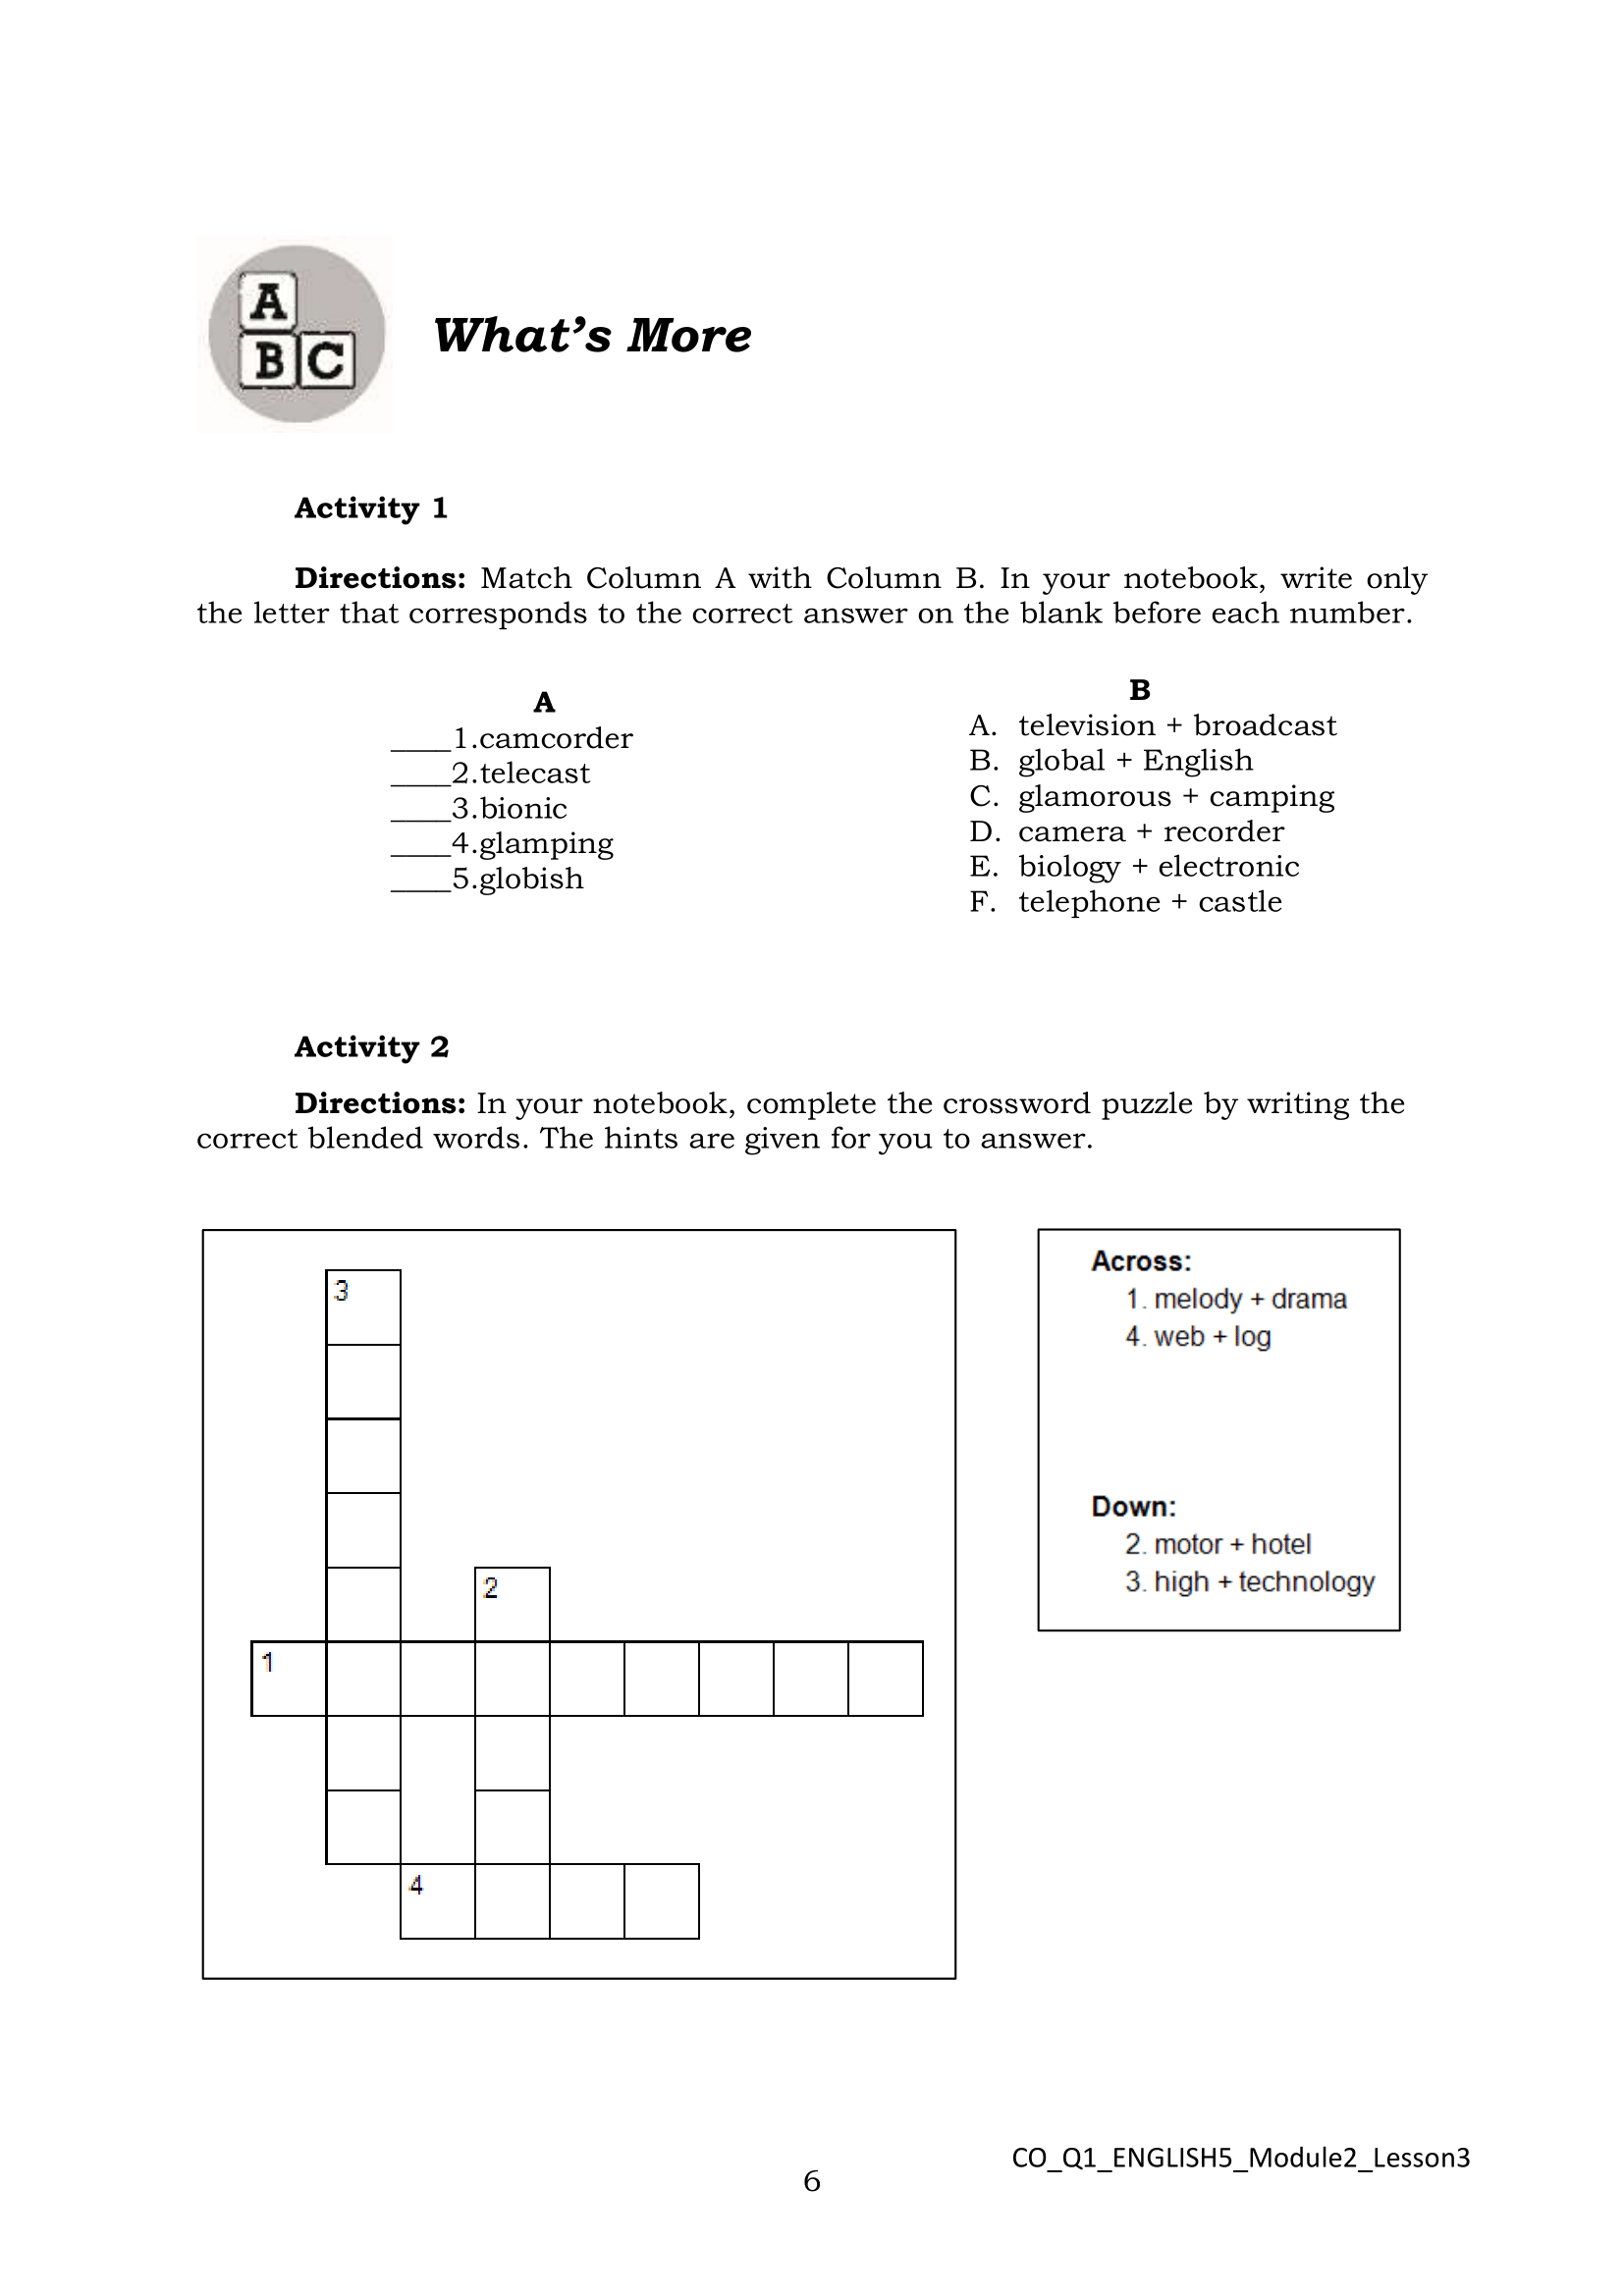 A
B C
What's More
Activity 1
Directions: Match Column A with Column B. In your notebook, write only
the letter that corresponds to the correct answer on the blank before each number.
A
____1.camcorder
____2.telecast
____3.bionic
____4.glamping
____5.globish
B
A. television + broadcast
B. global + English
C. glamorous + camping
D. camera + recorder
E. biology + electronic
F. telephone + castle
Activity 2
Directions: In your notebook, complete the crossword puzzle by writing the
correct blended words. The hints are given for you to answer.
3
2
1
4
Across:
1. melody + drama
4. web + log
Down:
2. motor + hotel
3. high + technology
CO_Q1_ENGLISH5_Module2_Lesson3
6